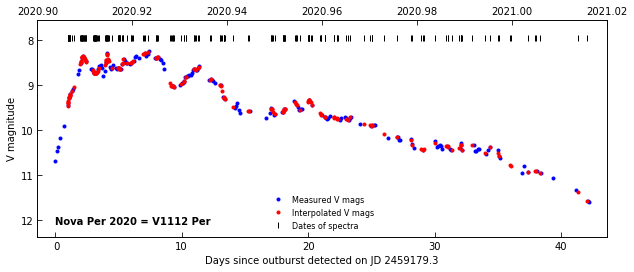 2020.90 2020.92 2020.94 2020.96 2020.98 2021.00 2021.02
8
9
10
11
12
V magnitude
Nova Per 2020 = V1112 Per
Measured V mags
Interpolated V mags
Dates of spectra
0 10 20 30 40
Days since outburst detected on JD 2459179.3